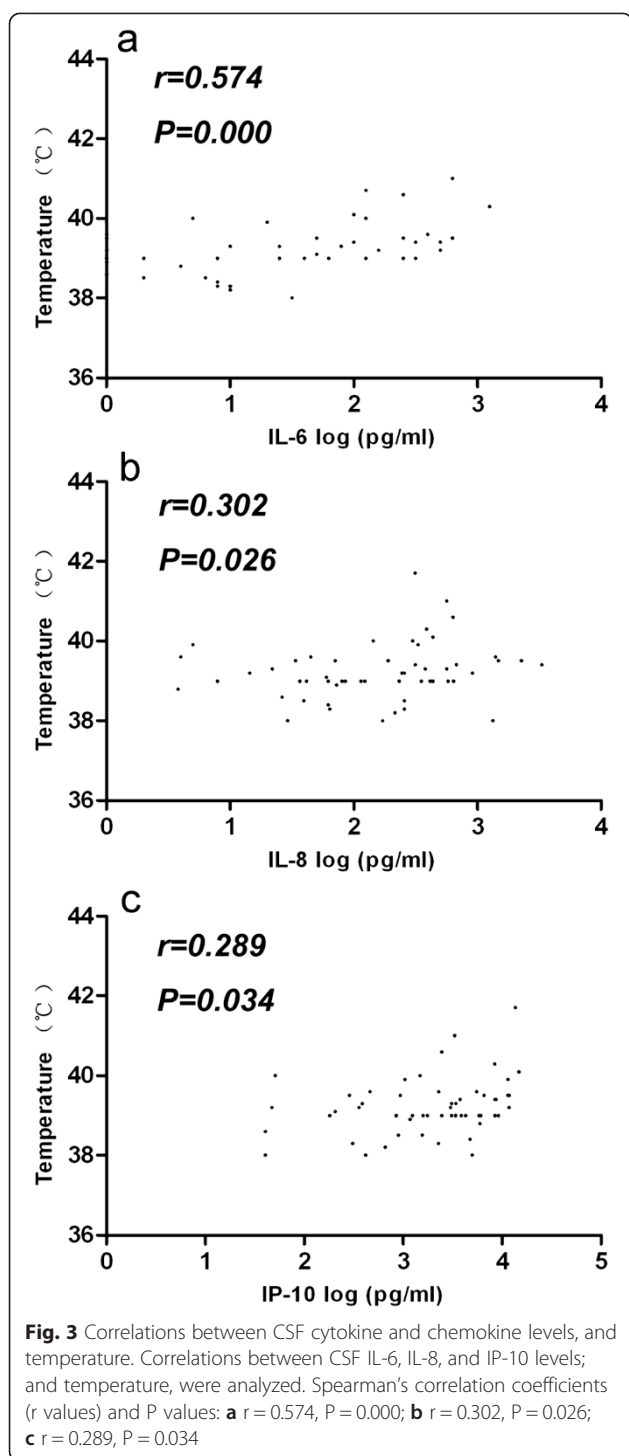 a
44
42
40
38
36
Temperature (℃)
r=0.574
P=0.000
0 1 2 3 4
IL-6 log (pg/ml)
b
44
42
40
38
36
Temperature (℃)
r=0.302
P=0.026
0 1 2 3 4
IL-8 log (pg/ml)
c
44
42
40
38
36
Temperature (℃)
r=0.289
P=0.034
0 1 2 3 4 5
IP-10 log (pg/ml)
Fig. 3 Correlations between CSF cytokine and chemokine levels, and
temperature. Correlations between CSF IL-6, IL-8, and IP-10 levels;
and temperature, were analyzed. Spearman's correlation coefficients
(r values) and P values: a r = 0.574, P = 0.000; b r = 0.302, P = 0.026;
c r = 0.289, P = 0.034